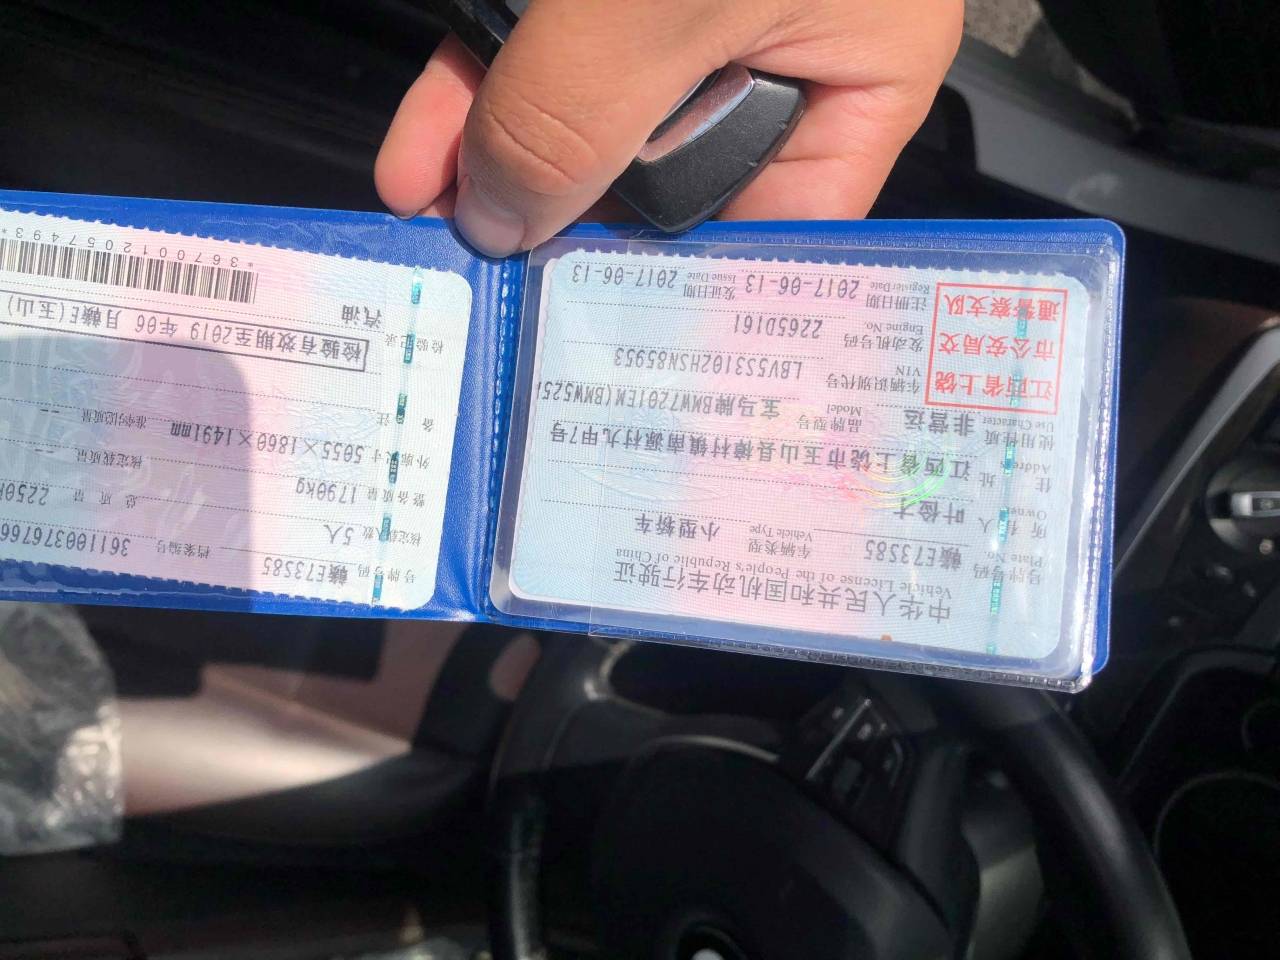 中华人民共和国机动车行驶证
Vehicle License of the People's Republic of China
号牌号码 赣E73S85 车辆类型 小型轿车
Plate No. Vehicle Type
所有人 叶俭才
Owner
住址 江西省上饶市玉山县樟村镇南源村九甲7号
Address
使用性质 非营运 品牌型号 宝马牌BMW7201EM(BMW525l
Use Character Model
江西省上饶
市公安局交
通警察支队
车辆识别代号 LBV5S3102HSN85953
VIN
发动机号码 2265D161
Engine No.
注册日期 2017-06-13 发证日期 2017-06-13
Register Date Issue Date
号牌号码 赣E73S85 档案编号 361100376766
核定载人数 5人 总质量 2250
整备质量 1790kg 核定载质量 --
外廓尺寸 5055×1860×1491mm 准牵引总质量 --
备注
检验记录 检验有效期至2019年06月赣E(玉山)
汽油
*3670012057493*